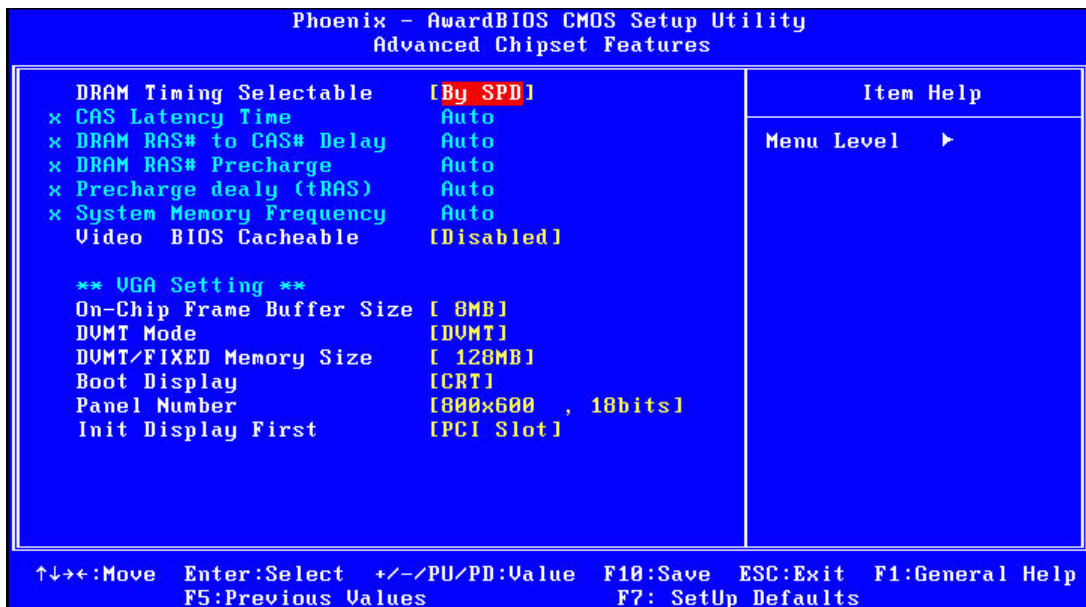 Phoenix - AwardBIOS CMOS Setup Utility
Advanced Chipset Features
DRAM Timing Selectable [By SPD]
x CAS Latency Time Auto
x DRAM RAS# to CAS# Delay Auto
x DRAM RAS# Precharge Auto
x Precharge dealy (tRAS) Auto
x System Memory Frequency Auto
Video BIOS Cacheable [Disabled]
** VGA Setting **
On-Chip Frame Buffer Size [ 8MB]
DVMT Mode [DVMT]
DVMT/FIXED Memory Size [ 128MB]
Boot Display [CRT]
Panel Number [800x600 , 18bits]
Init Display First [PCI Slot]
Item Help
Menu Level ►
↑↓→←:Move Enter:Select +/-/PU/PD:Value F10:Save ESC:Exit F1:General Help
F5:Previous Values F7: SetUp Defaults